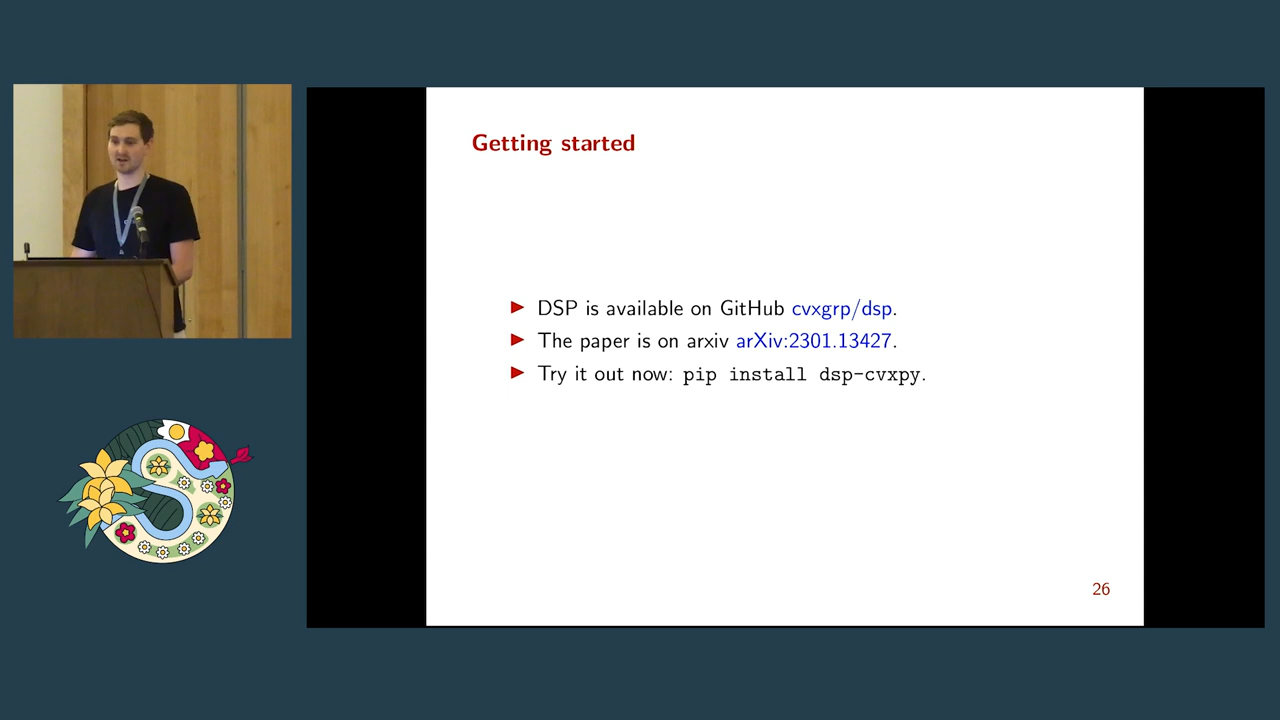 Getting started
▶ DSP is available on GitHub cvxgrp/dsp.
▶ The paper is on arxiv arXiv:2301.13427.
▶ Try it out now: pip install dsp-cvxpy.
26